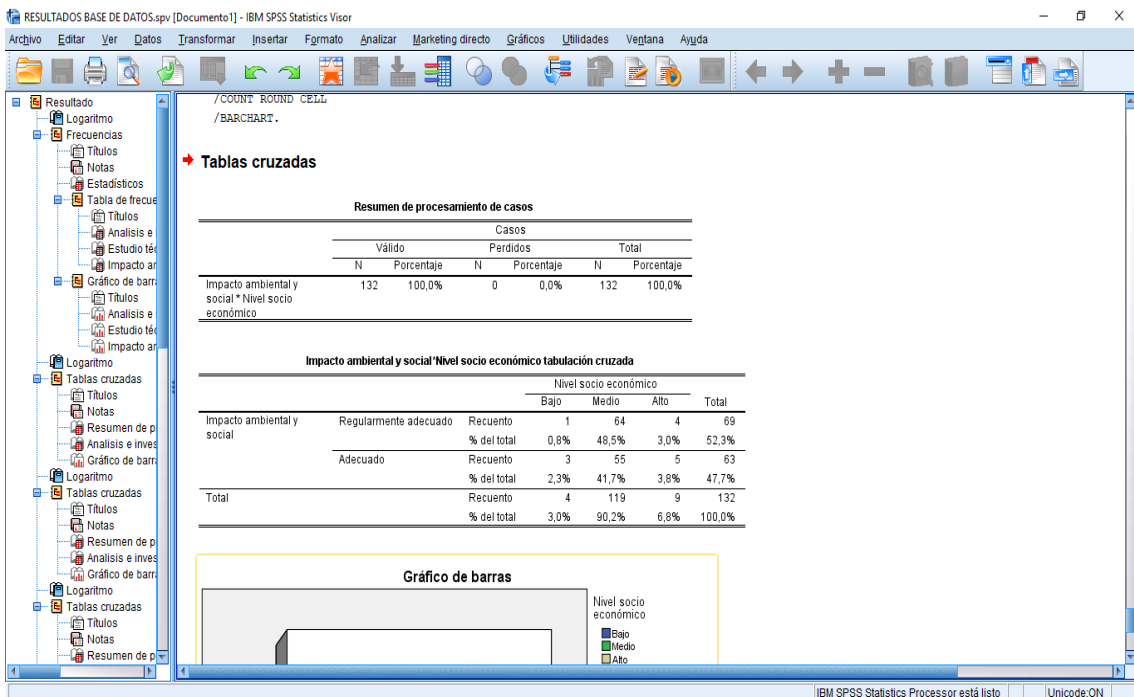 RESULTADOS BASE DE DATOS.spv [Documento1] - IBM SPSS Statistics Visor
Archivo Editar Ver Datos Transformar Insertar Formato Analizar Marketing directo Gráficos Utilidades Ventana Ayuda
Resultado
Logaritmo
Frecuencias
Títulos
Notas
Estadísticos
Tabla de frecue
Títulos
Analisis e
Estudio téc
Impacto ar
Gráfico de barr
Títulos
Analisis e
Estudio téc
Impacto ar
Logaritmo
Tablas cruzadas
Títulos
Notas
Resumen de p
Analisis e inves
Gráfico de barr
Logaritmo
Tablas cruzadas
Títulos
Notas
Resumen de p
Analisis e inves
Gráfico de barr
Logaritmo
Tablas cruzadas
Títulos
Notas
Resumen de p
/COUNT ROUND CELL
/BARCHART.
Tablas cruzadas
Resumen de procesamiento de casos
Casos
Válido Perdidos Total
N Porcentaje N Porcentaje N Porcentaje
Impacto ambiental y 132 100,0% 0 0,0% 132 100,0%
social * Nivel socio
económico
Impacto ambiental y social*Nivel socio económico tabulación cruzada
Nivel socio económico
Bajo Medio Alto Total
Impacto ambiental y Regularmente adecuado Recuento 1 64 4 69
social
% del total 0,8% 48,5% 3,0% 52,3%
Adecuado Recuento 3 55 5 63
% del total 2,3% 41,7% 3,8% 47,7%
Total Recuento 4 119 9 132
% del total 3,0% 90,2% 6,8% 100,0%
Gráfico de barras
Nivel socio
económico
Bajo
Medio
Alto
IBM SPSS Statistics Processor está listo Unicode:ON